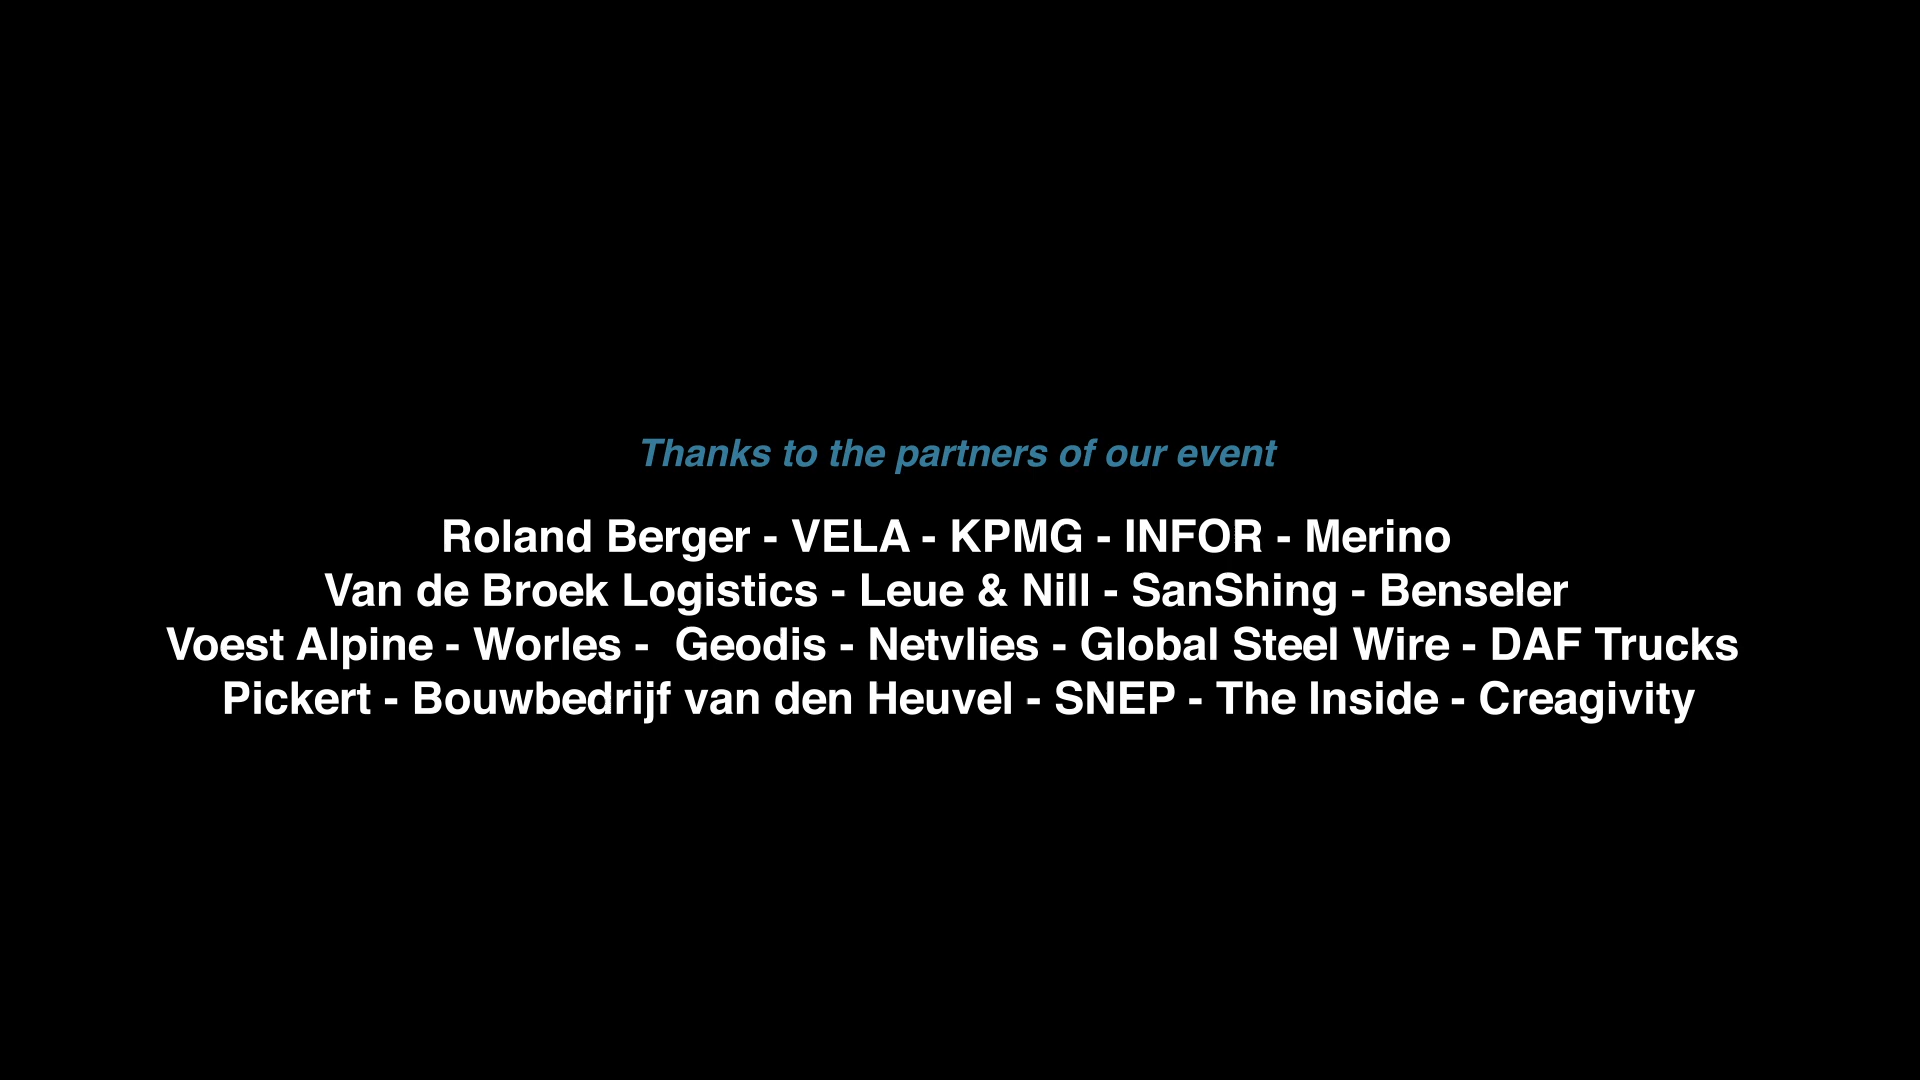 Thanks to the partners of our event
Roland Berger - VELA - KPMG - INFOR - Merino
Van de Broek Logistics - Leue & Nill - SanShing - Benseler
Voest Alpine - Worles -  Geodis - Netvlies - Global Steel Wire - DAF Trucks
Pickert - Bouwbedrijf van den Heuvel - SNEP - The Inside - Creagivity